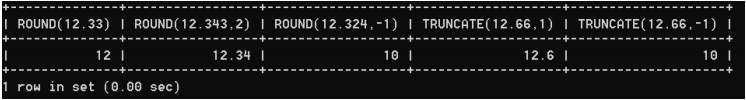 +--------------+-----------------+------------------+-------------------+--------------------+
| ROUND(12.33) | ROUND(12.343,2) | ROUND(12.324,-1) | TRUNCATE(12.66,1) | TRUNCATE(12.66,-1) |
+--------------+-----------------+------------------+-------------------+--------------------+
|           12 |           12.34 |               10 |              12.6 |                 10 |
+--------------+-----------------+------------------+-------------------+--------------------+
1 row in set (0.00 sec)